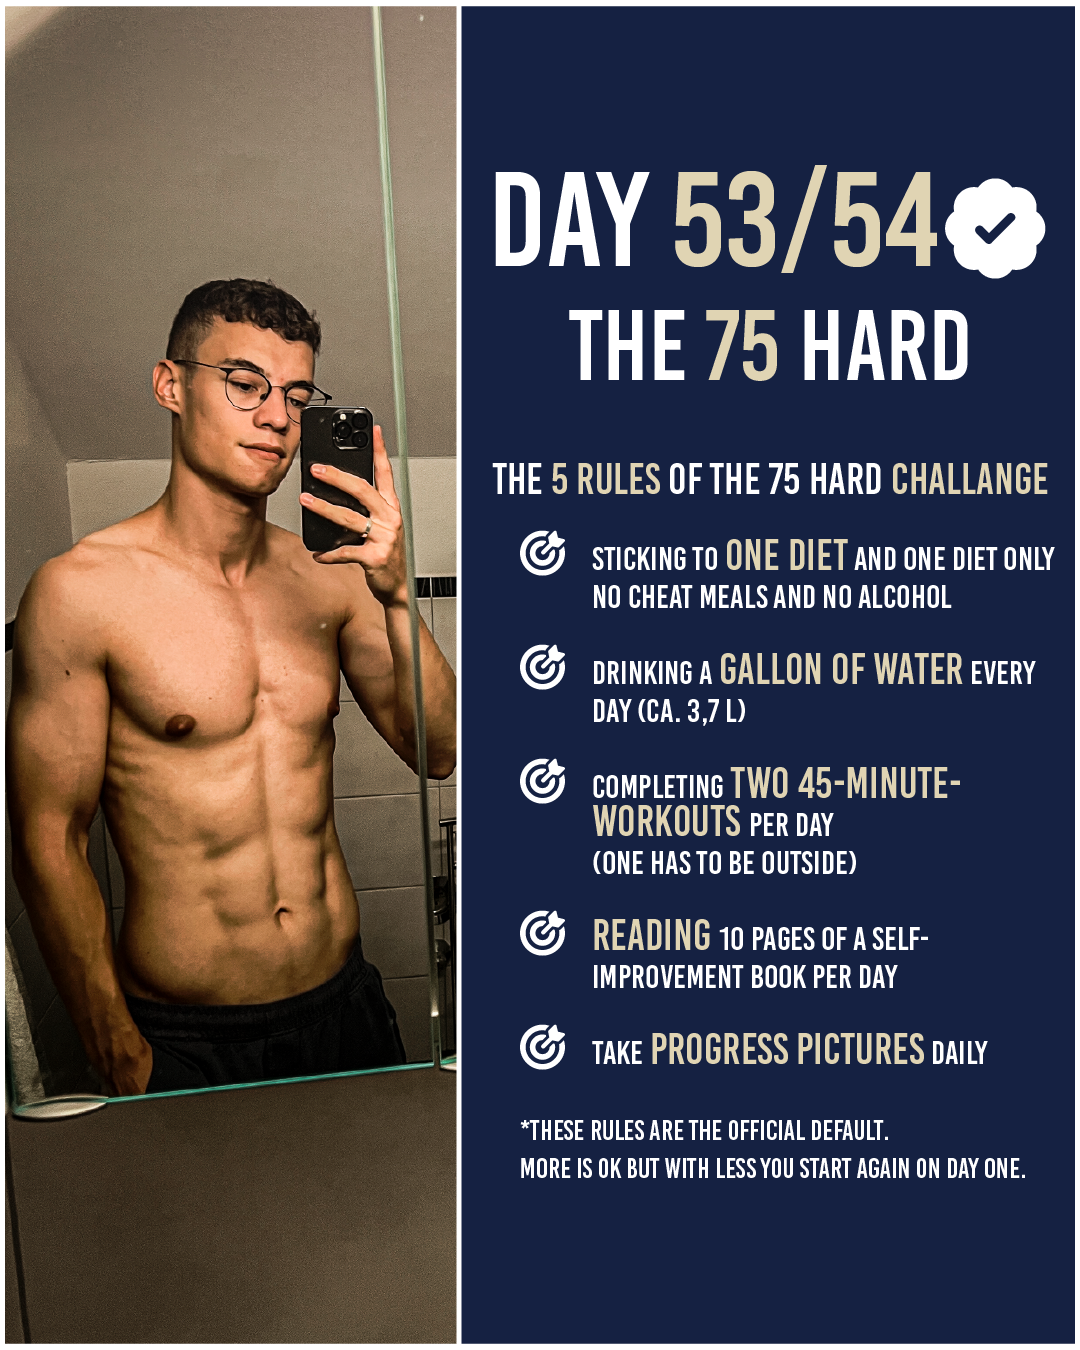 DAY 53/54
THE 75 HARD
THE 5 RULES OF THE 75 HARD CHALLANGE
STICKING TO ONE DIET AND ONE DIET ONLY
NO CHEAT MEALS AND NO ALCOHOL
DRINKING A GALLON OF WATER EVERY
DAY (CA. 3,7 L)
COMPLETING TWO 45-MINUTE-
WORKOUTS PER DAY
(ONE HAS TO BE OUTSIDE)
READING 10 PAGES OF A SELF-
IMPROVEMENT BOOK PER DAY
TAKE PROGRESS PICTURES DAILY
*THESE RULES ARE THE OFFICIAL DEFAULT.
MORE IS OK BUT WITH LESS YOU START AGAIN ON DAY ONE.